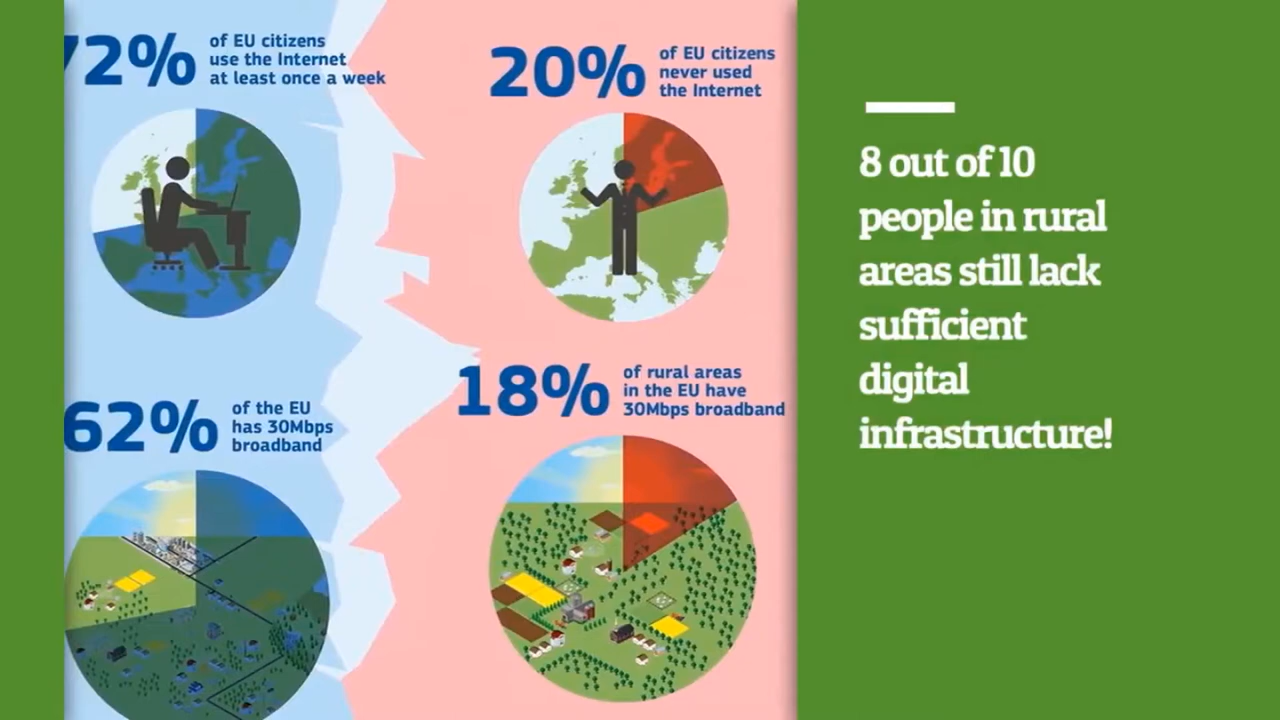 72%
of EU citizens
use the Internet
at least once a week
20%
of EU citizens
never used
the Internet
62%
of the EU
has 30Mbps
broadband
18%
of rural areas
in the EU have
30Mbps broadband
8 out of 10
people in rural
areas still lack
sufficient
digital
infrastructure!